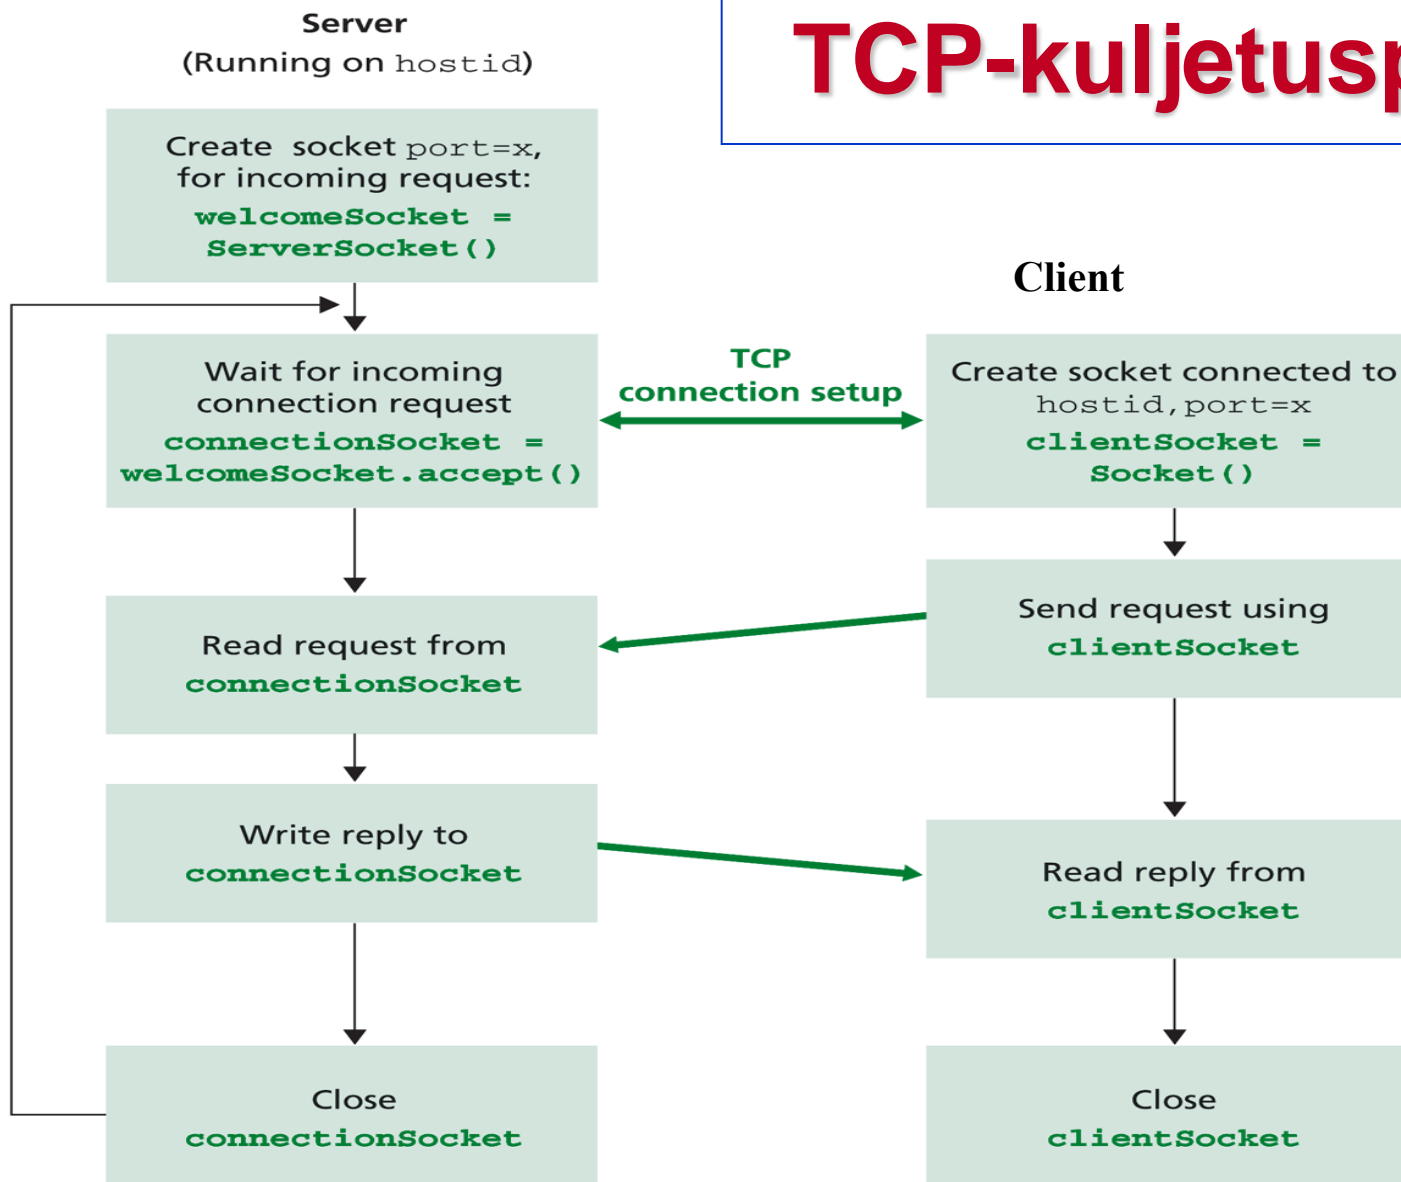 TCP-kuljetusp
Server
(Running on hostid)
Create socket port=x,
for incoming request:
welcomeSocket =
ServerSocket()
Client
Wait for incoming
connection request
connectionSocket =
welcomeSocket.accept()
TCP
connection setup
Create socket connected to
hostid,port=x
clientSocket =
Socket()
Read request from
connectionSocket
Send request using
clientSocket
Write reply to
connectionSocket
Read reply from
clientSocket
Close
connectionSocket
Close
clientSocket